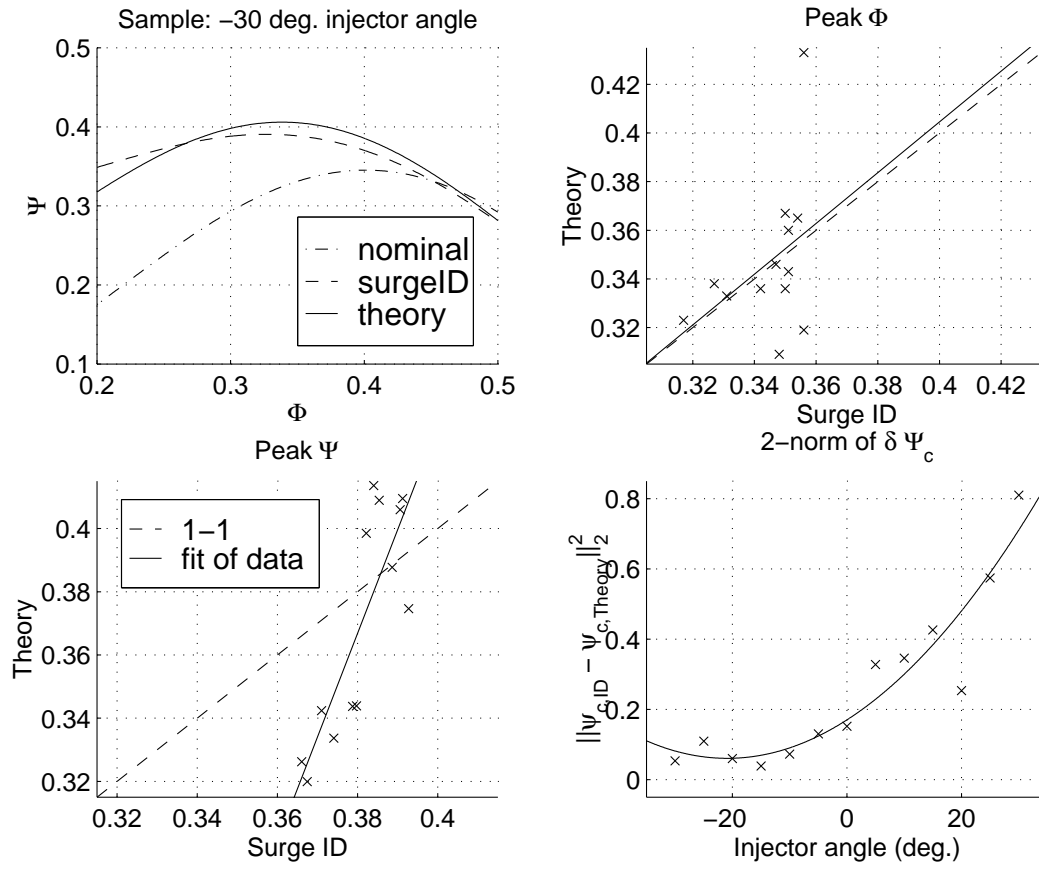 Sample: −30 deg. injector angle
0.5
0.4
0.3
0.2
0.1
Ψ
0.2 0.3 0.4 0.5
Φ
nominal
surgeID
theory
Peak Φ
0.42
0.4
0.38
0.36
0.34
0.32
Theory
0.32 0.34 0.36 0.38 0.4 0.42
Surge ID
Peak Ψ
0.4
0.38
0.36
0.34
0.32
Theory
0.32 0.34 0.36 0.38 0.4
Surge ID
1−1
fit of data
2−norm of δ Ψ_c
0.8
0.6
0.4
0.2
0
||Ψ_c,ID − Ψ_c,Theory||_2^2
−20 0 20
Injector angle (deg.)